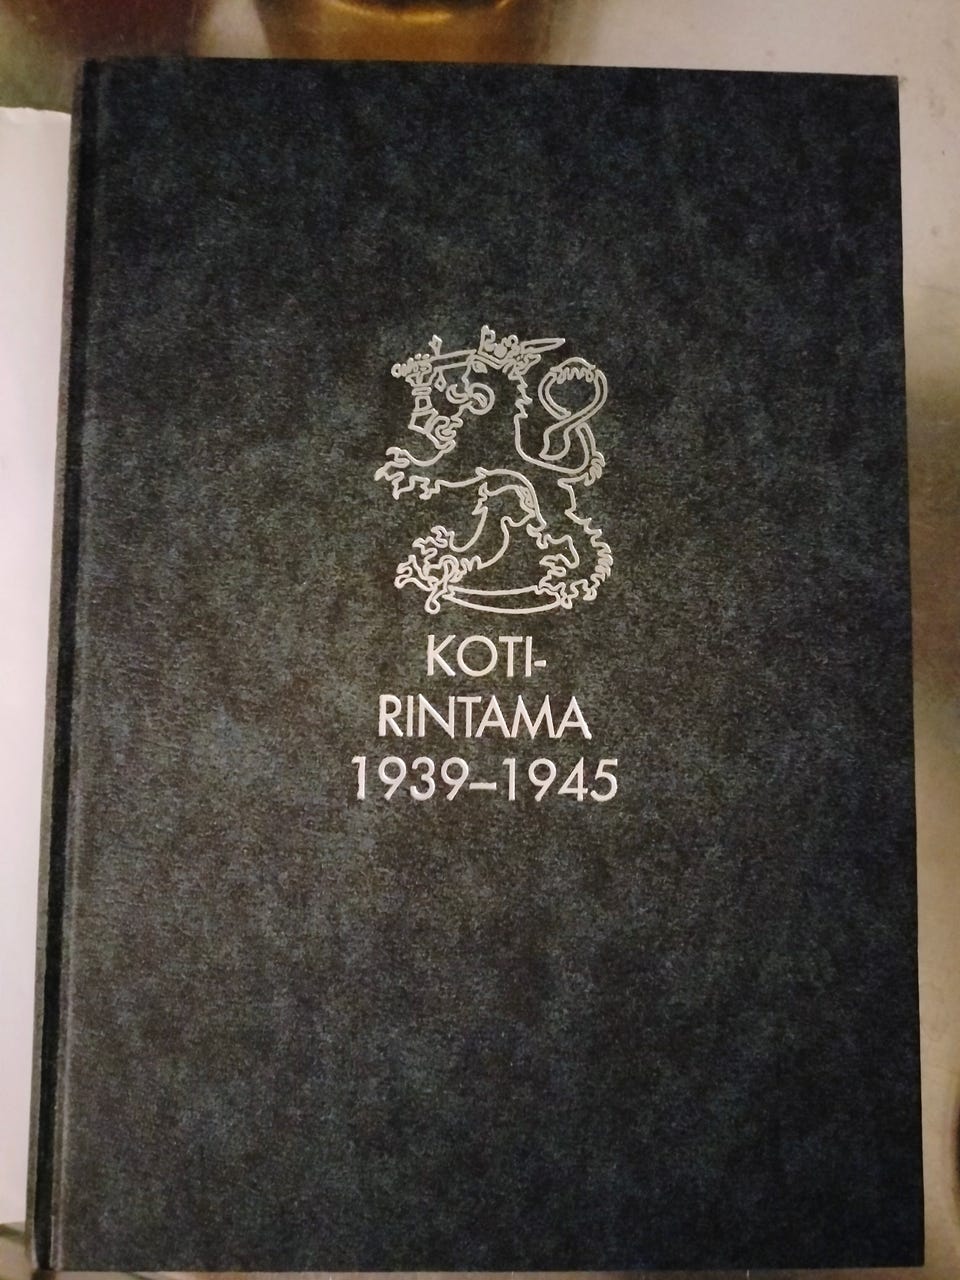 KOTI-
RINTAMA
1939–1945